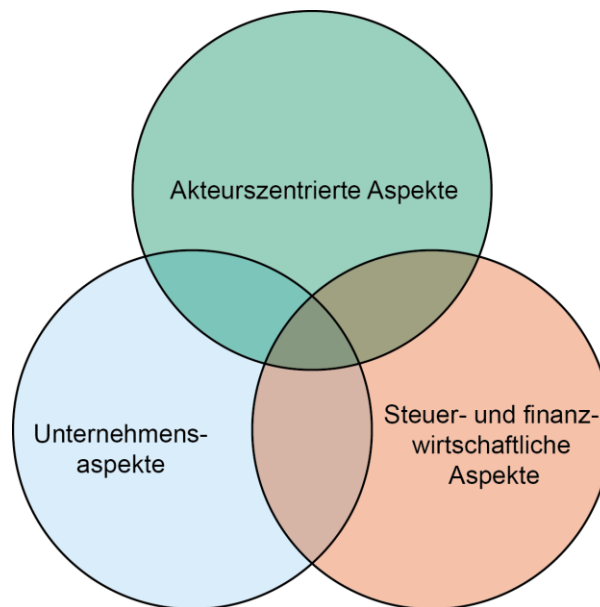 Akteurszentrierte Aspekte
Unternehmens-
aspekte
Steuer- und finanz-
wirtschaftliche
Aspekte